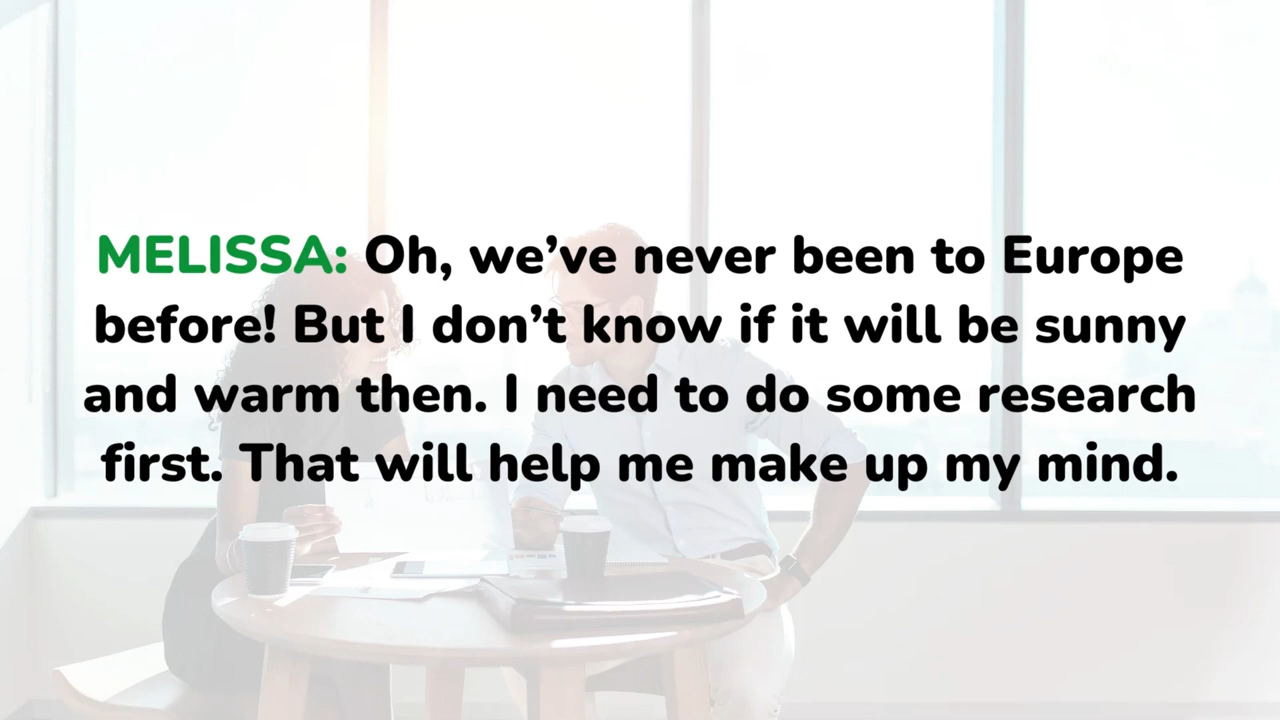 MELISSA: Oh, we’ve never been to Europe
before! But I don’t know if it will be sunny
and warm then. I need to do some research
first. That will help me make up my mind.